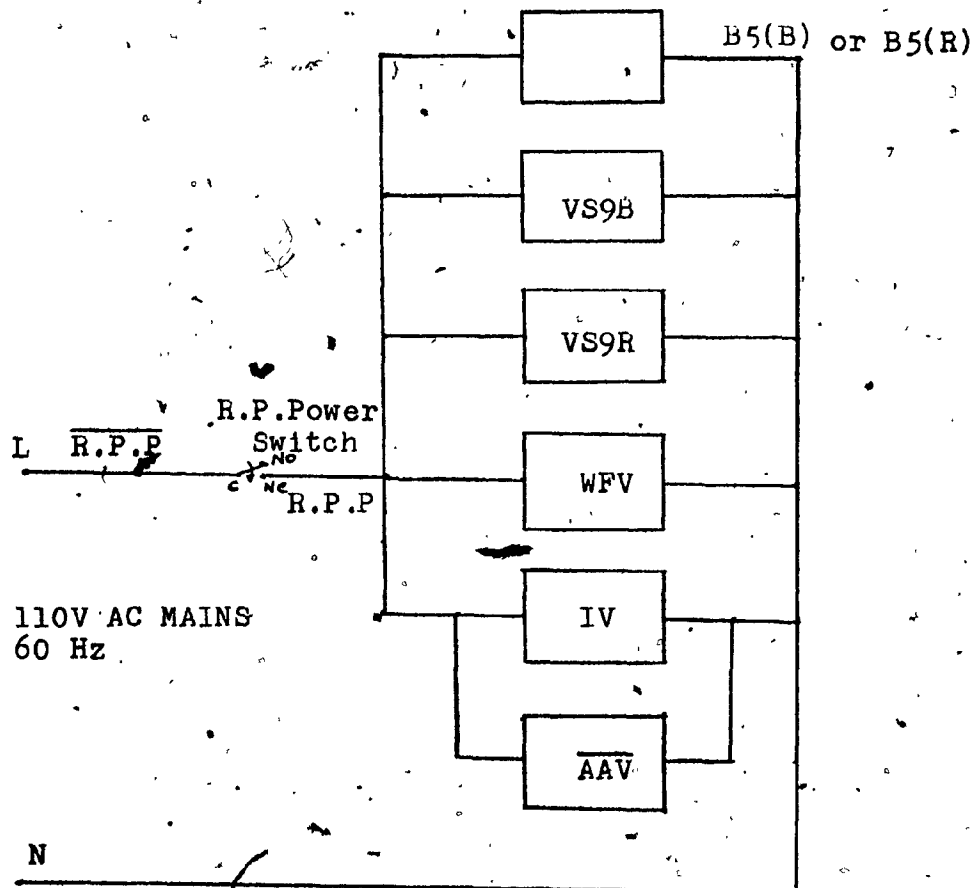 B5(B) or B5(R)
VS9B
VS9R
R.P.Power
Switch
L
R.P.P
NO
C
NC
R.P.P
WFV
110V AC MAINS
60 Hz
IV
AAV
N